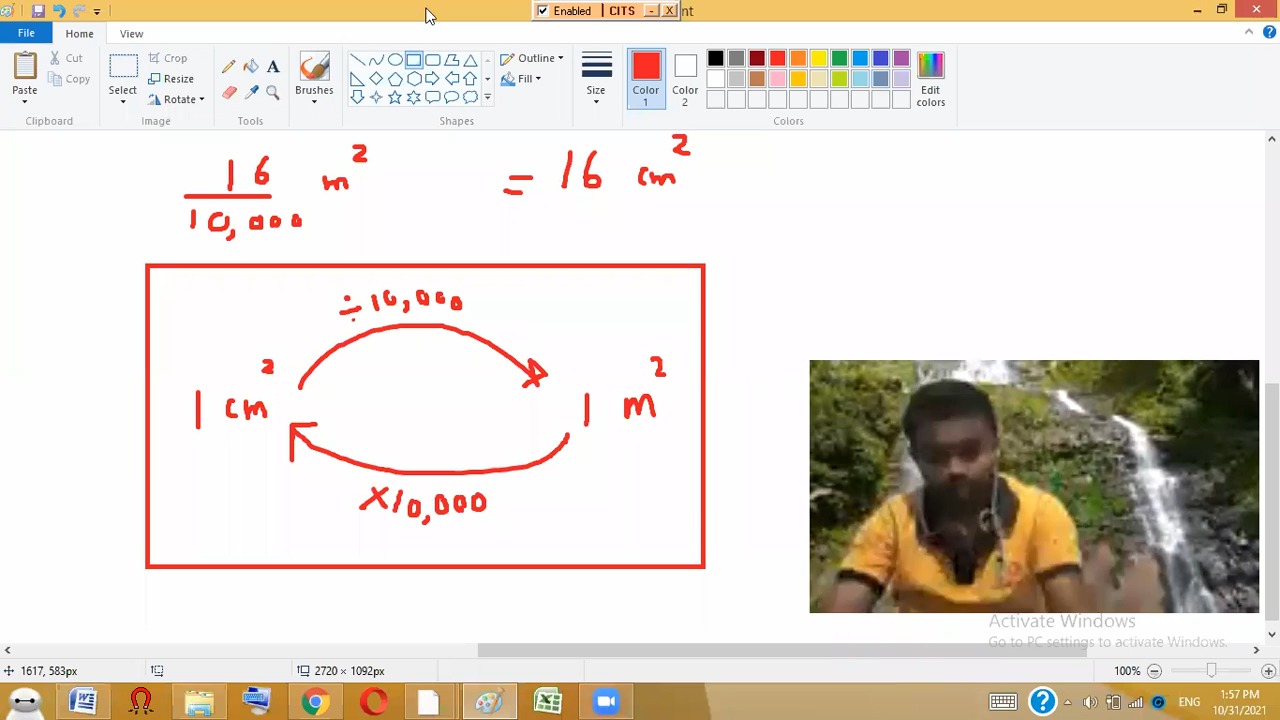 Enabled | CITS - X nt
File Home View
Paste
Cut
Copy
Clipboard
Select
Crop
Resize
Rotate
Image
A
Tools
Brushes
Outline
Fill
Shapes
Size
Color 1
Color 2
Edit colors
Colors
16 m² = 16 cm²
10,000
÷10,000
1 cm² 1 m²
×10,000
Activate Windows
Go to PC settings to activate Windows.
1617, 583px 2720 × 1092px 100%
ENG 1:57 PM
10/31/2021